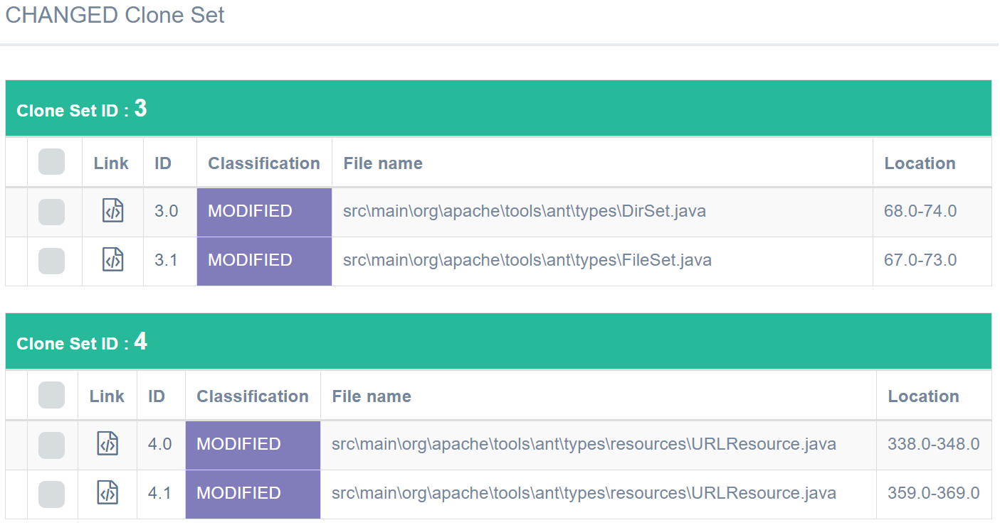 CHANGED Clone Set
Clone Set ID : 3
Link ID Classification File name Location
3.0 MODIFIED src\main\org\apache\tools\ant\types\DirSet.java 68.0-74.0
3.1 MODIFIED src\main\org\apache\tools\ant\types\FileSet.java 67.0-73.0
Clone Set ID : 4
Link ID Classification File name Location
4.0 MODIFIED src\main\org\apache\tools\ant\types\resources\URLResource.java 338.0-348.0
4.1 MODIFIED src\main\org\apache\tools\ant\types\resources\URLResource.java 359.0-369.0